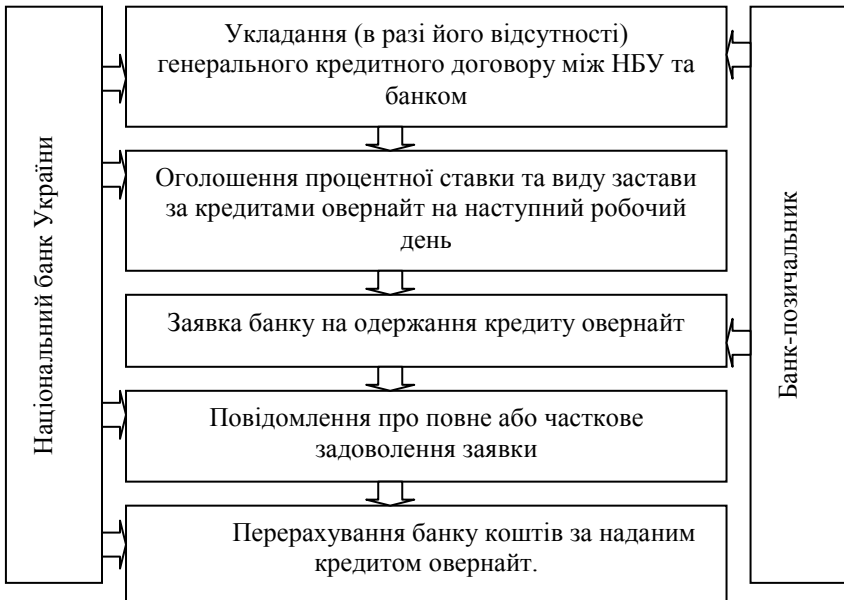 Національний банк України
Укладання (в разі його відсутності)
генерального кредитного договору між НБУ та
банком
Оголошення процентної ставки та виду застави
за кредитами овернайт на наступний робочий
день
Заявка банку на одержання кредиту овернайт
Повідомлення про повне або часткове
задоволення заявки
Перерахування банку коштів за наданим
кредитом овернайт.
Банк-позичальник